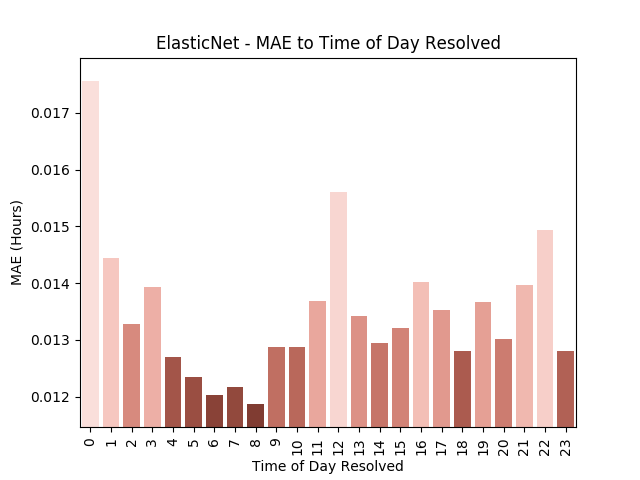 ElasticNet - MAE to Time of Day Resolved
0.017
0.016
0.015
0.014
0.013
0.012
MAE (Hours)
0 1 2 3 4 5 6 7 8 9 10 11 12 13 14 15 16 17 18 19 20 21 22 23
Time of Day Resolved